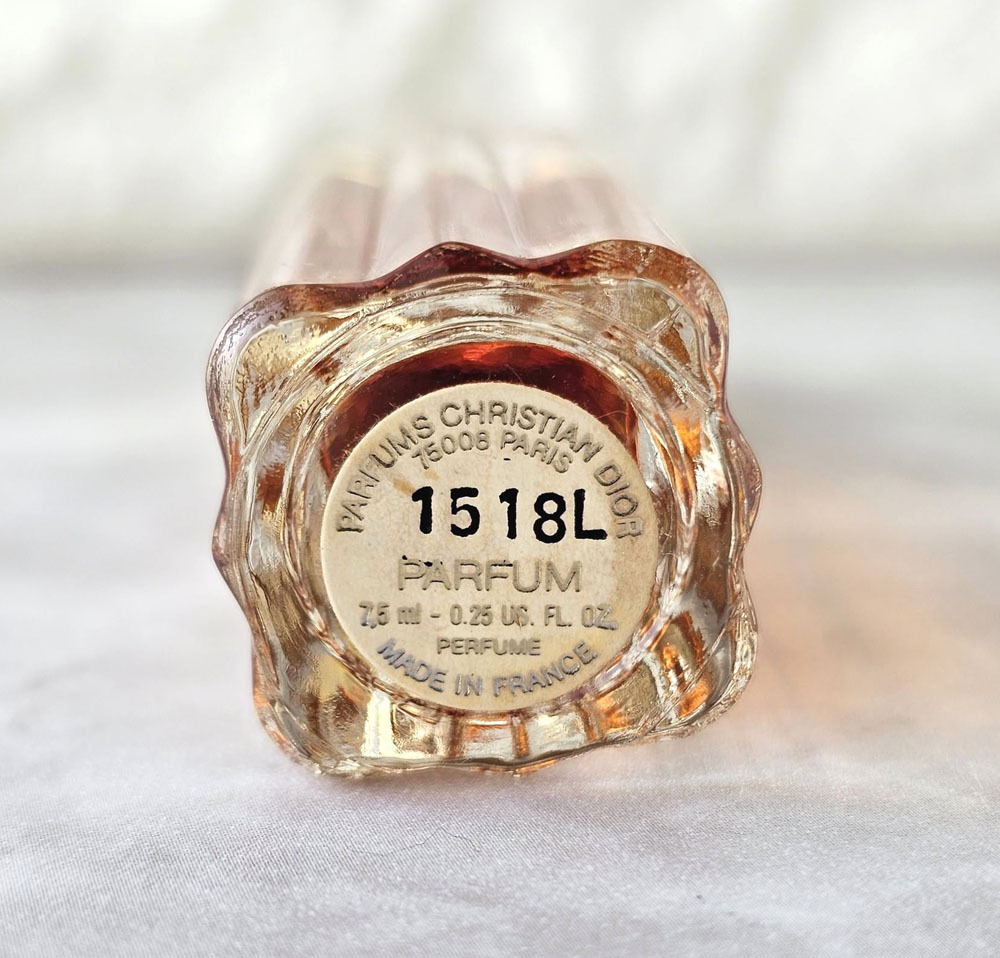 PARFUMS CHRISTIAN DIOR
75008 PARIS
1518L
PARFUM
7,5 ml - 0.25 US. FL. OZ.
PERFUME
MADE IN FRANCE